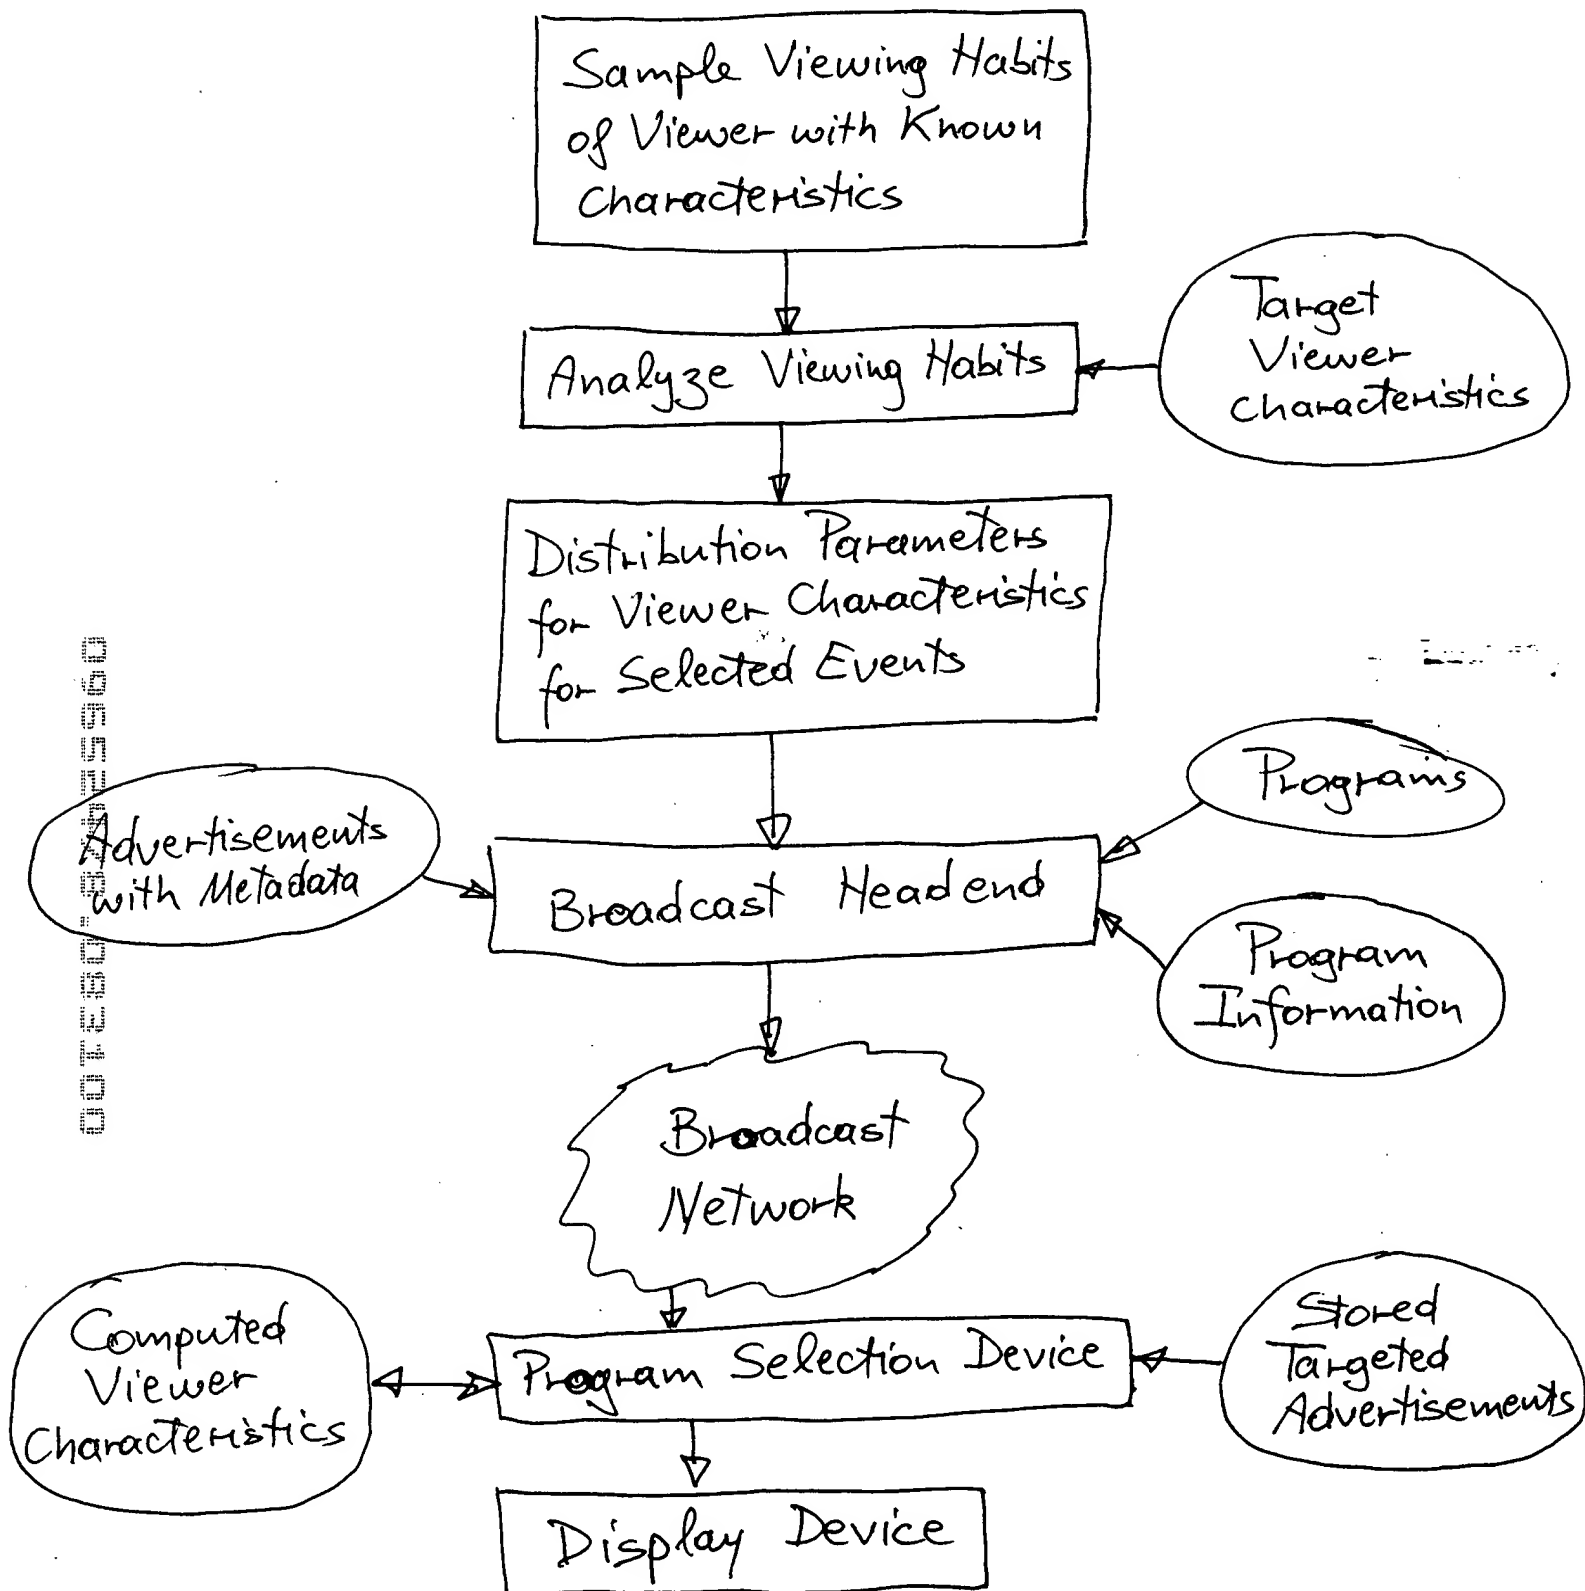 Sample Viewing Habits
of Viewer with Known
Characteristics
Target
Viewer
Characteristics
Analyze Viewing Habits
Distribution Parameters
for Viewer Characteristics
for Selected Events
Programs
Advertisements
with Metadata
Broadcast Headend
Program
Information
Broadcast
Network
Computed
Viewer
Characteristics
Program Selection Device
Stored
Targeted
Advertisements
Display Device